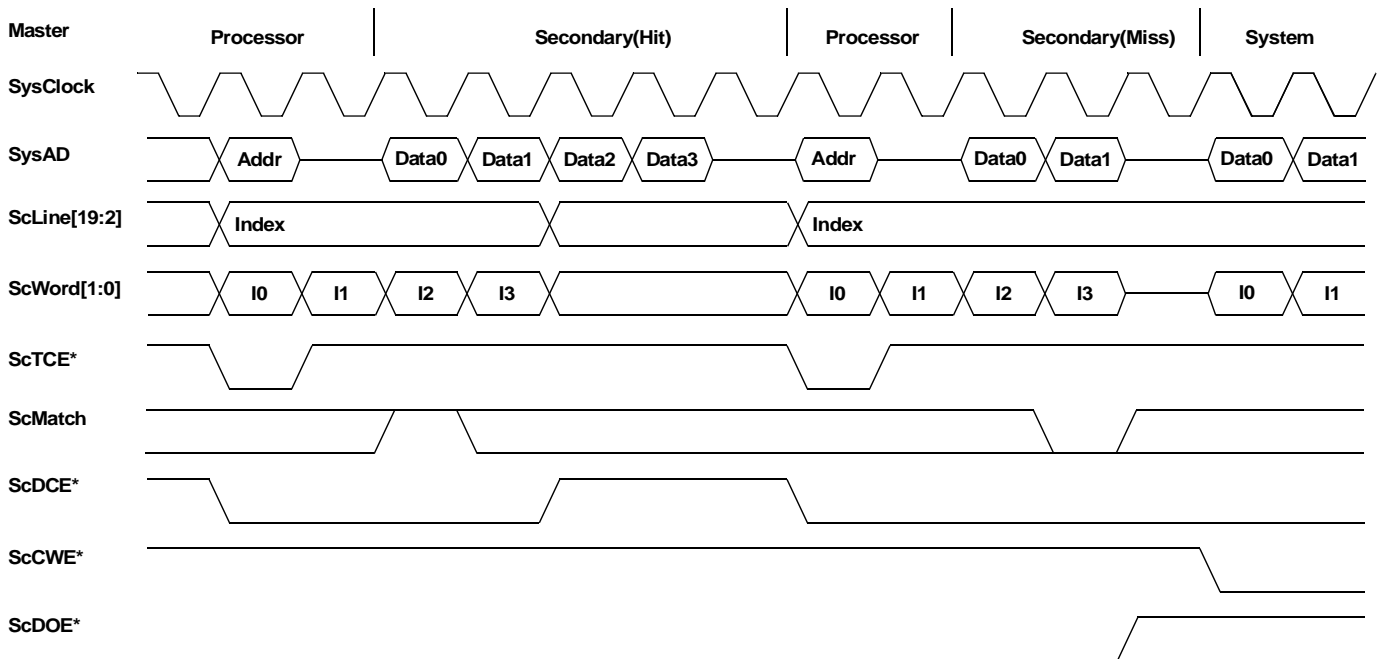 Master Processor Secondary(Hit) Processor Secondary(Miss) System
SysClock
SysAD Addr Data0 Data1 Data2 Data3 Addr Data0 Data1 Data0 Data1
ScLine[19:2] Index Index
ScWord[1:0] I0 I1 I2 I3 I0 I1 I2 I3 I0 I1
ScTCE*
ScMatch
ScDCE*
ScCWE*
ScDOE*